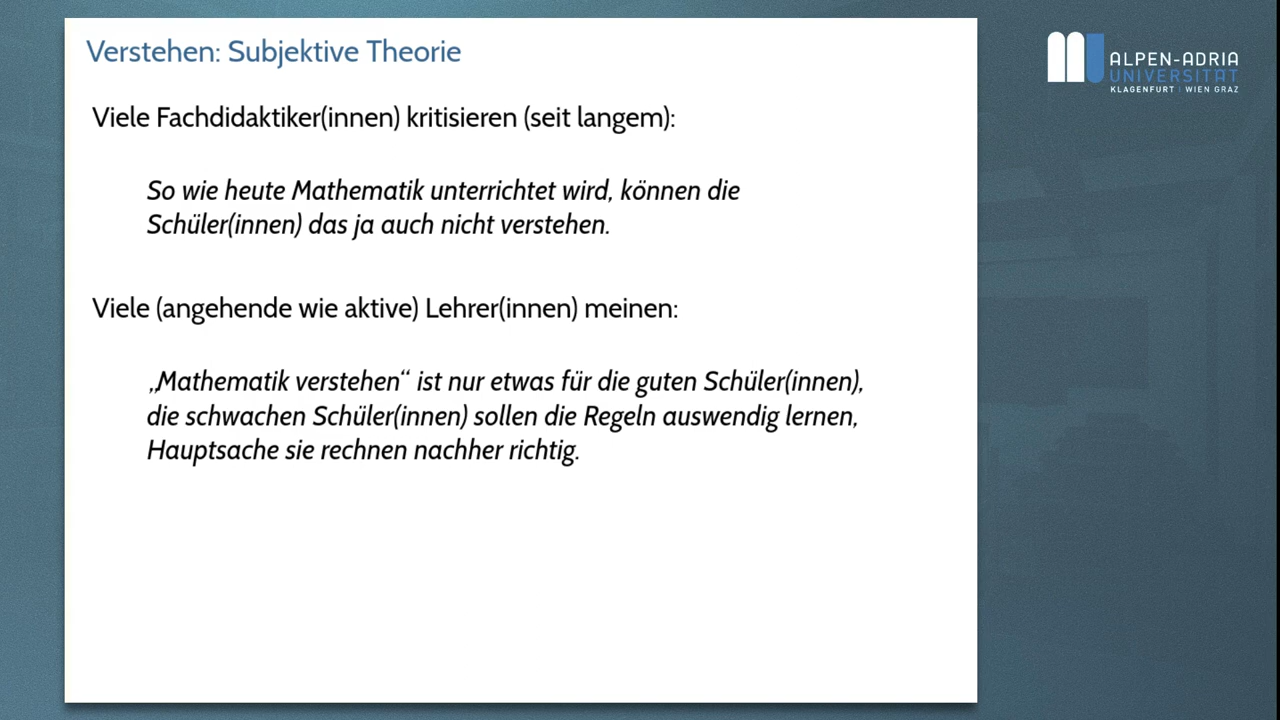 Verstehen: Subjektive Theorie
Viele Fachdidaktiker(innen) kritisieren (seit langem):
So wie heute Mathematik unterrichtet wird, können die
Schüler(innen) das ja auch nicht verstehen.
Viele (angehende wie aktive) Lehrer(innen) meinen:
„Mathematik verstehen“ ist nur etwas für die guten Schüler(innen),
die schwachen Schüler(innen) sollen die Regeln auswendig lernen,
Hauptsache sie rechnen nachher richtig.
ALPEN-ADRIA
UNIVERSITÄT
KLAGENFURT | WIEN GRAZ